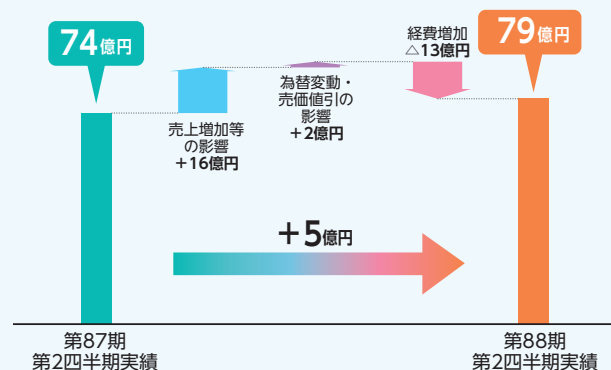 74億円
売上増加等
の影響
+16億円
為替変動・
売価値引の
影響
+2億円
経費増加
△13億円
79億円
+5億円
第87期
第2四半期実績
第88期
第2四半期実績